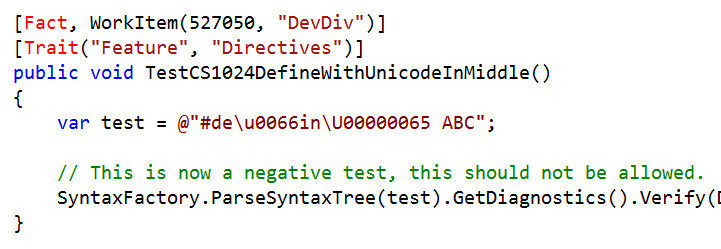 [Fact, WorkItem(527050, "DevDiv")]
[Trait("Feature", "Directives")]
public void TestCS1024DefineWithUnicodeInMiddle()
{
    var test = @"#de\u0066in\U00000065 ABC";
    // This is now a negative test, this should not be allowed.
    SyntaxFactory.ParseSyntaxTree(test).GetDiagnostics().Verify(
}